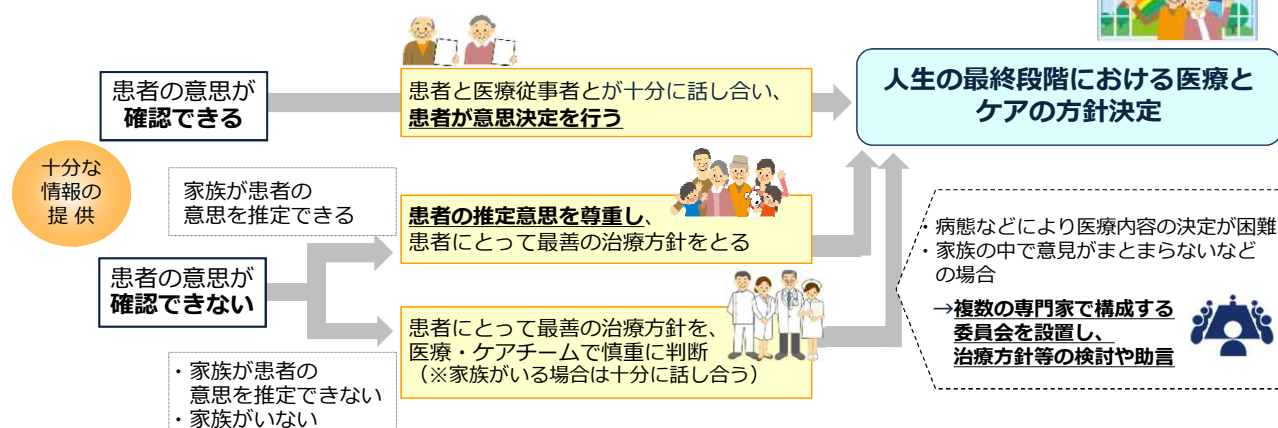 患者の意思が
確認できる
患者と医療従事者とが十分に話し合い、
患者が意思決定を行う
人生の最終段階における医療と
ケアの方針決定
十分な
情報の
提 供
家族が患者の
意思を推定できる
患者の推定意思を尊重し、
患者にとって最善の治療方針をとる
患者の意思が
確認できない
患者にとって最善の治療方針を、
医療・ケアチームで慎重に判断
（※家族がいる場合は十分に話し合う）
・家族が患者の
意思を推定できない
・家族がいない
・病態などにより医療内容の決定が困難
・家族の中で意見がまとまらないなど
の場合
→複数の専門家で構成する
委員会を設置し、
治療方針等の検討や助言